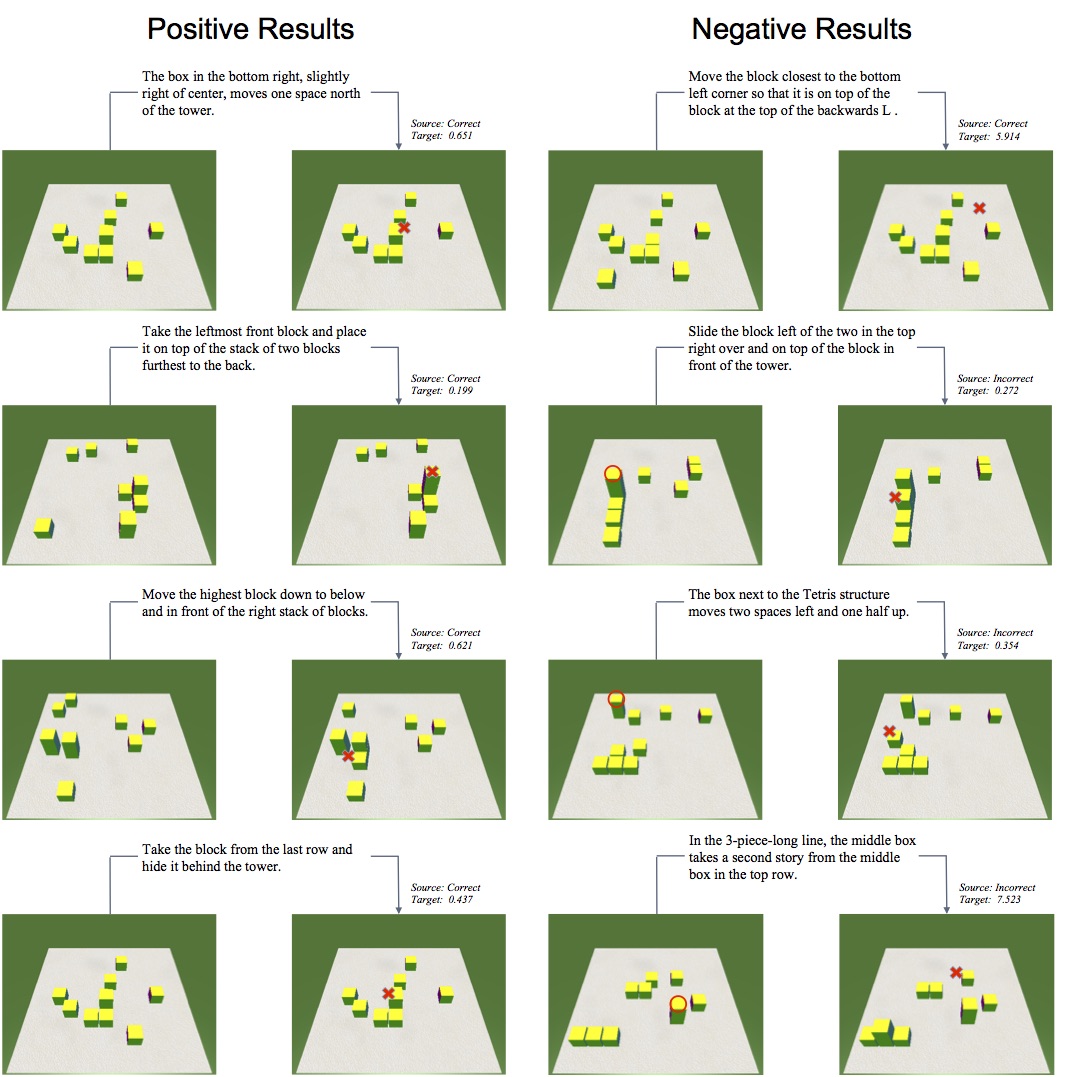 Positive Results
The box in the bottom right, slightly
right of center, moves one space north
of the tower.
Source: Correct
Target: 0.651
Take the leftmost front block and place
it on top of the stack of two blocks
furthest to the back.
Source: Correct
Target: 0.199
Move the highest block down to below
and in front of the right stack of blocks.
Source: Correct
Target: 0.621
Take the block from the last row and
hide it behind the tower.
Source: Correct
Target: 0.437
Negative Results
Move the block closest to the bottom
left corner so that it is on top of the
block at the top of the backwards L .
Source: Correct
Target: 5.914
Slide the block left of the two in the top
right over and on top of the block in
front of the tower.
Source: Incorrect
Target: 0.272
The box next to the Tetris structure
moves two spaces left and one half up.
Source: Incorrect
Target: 0.354
In the 3-piece-long line, the middle box
takes a second story from the middle
box in the top row.
Source: Incorrect
Target: 7.523